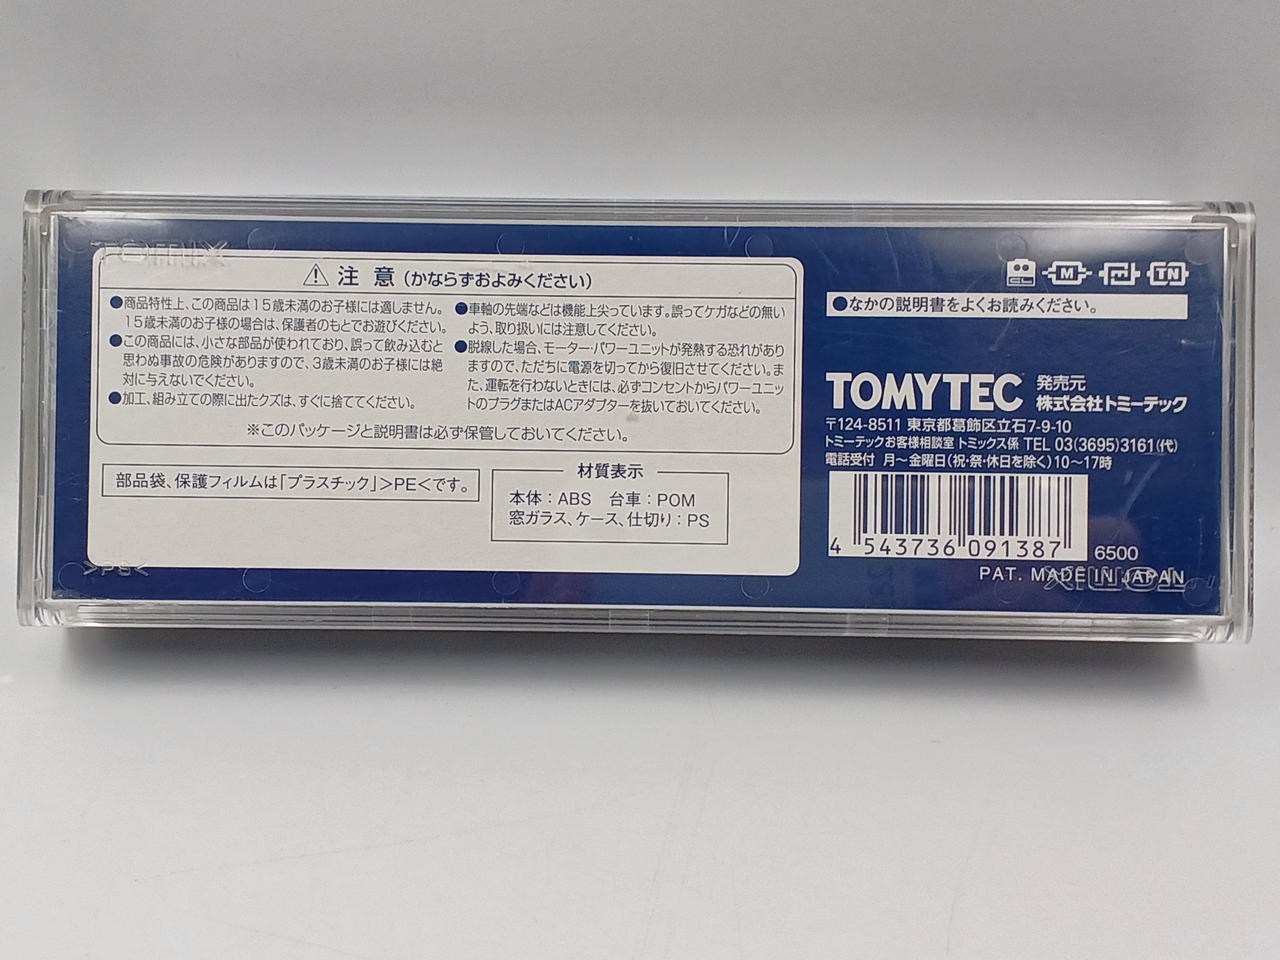 TOMIX
⚠ 注 意 (かならずおよみください)
●商品特性上、この商品は15歳未満のお子様には適しません。
15歳未満のお子様の場合は、保護者のもとでお遊びください。
●この商品には、小さな部品が使われており、誤って飲み込むと
思わぬ事故の危険がありますので、3歳未満のお子様には絶
対に与えないでください。
●加工、組み立ての際に出たクズは、すぐに捨ててください。
●車軸の先端などは機能上尖っています。誤ってケガなどの無い
よう、取り扱いには注意してください。
●脱線した場合、モーター・パワーユニットが発熱する恐れがあり
ますので、ただちに電源を切ってから復旧させてください。ま
た、運転を行わないときには、必ずコンセントからパワーユニッ
トのプラグまたはACアダプターを抜いておいてください。
※このパッケージと説明書は必ず保管しておいてください。
部品袋、保護フィルムは「プラスチック」>PE<です。
材質表示
本体：ABS 台車：POM
窓ガラス、ケース、仕切り：PS
>PS<
CL M TN
●なかの説明書をよくお読みください。
TOMYTEC 発売元
株式会社トミーテック
〒124-8511 東京都葛飾区立石7-9-10
トミーテックお客様相談室 トミックス係 TEL 03(3695)3161(代)
電話受付 月～金曜日(祝・祭・休日を除く)10～17時
4 543736 091387
6500
PAT. MADE IN JAPAN
TOMIX